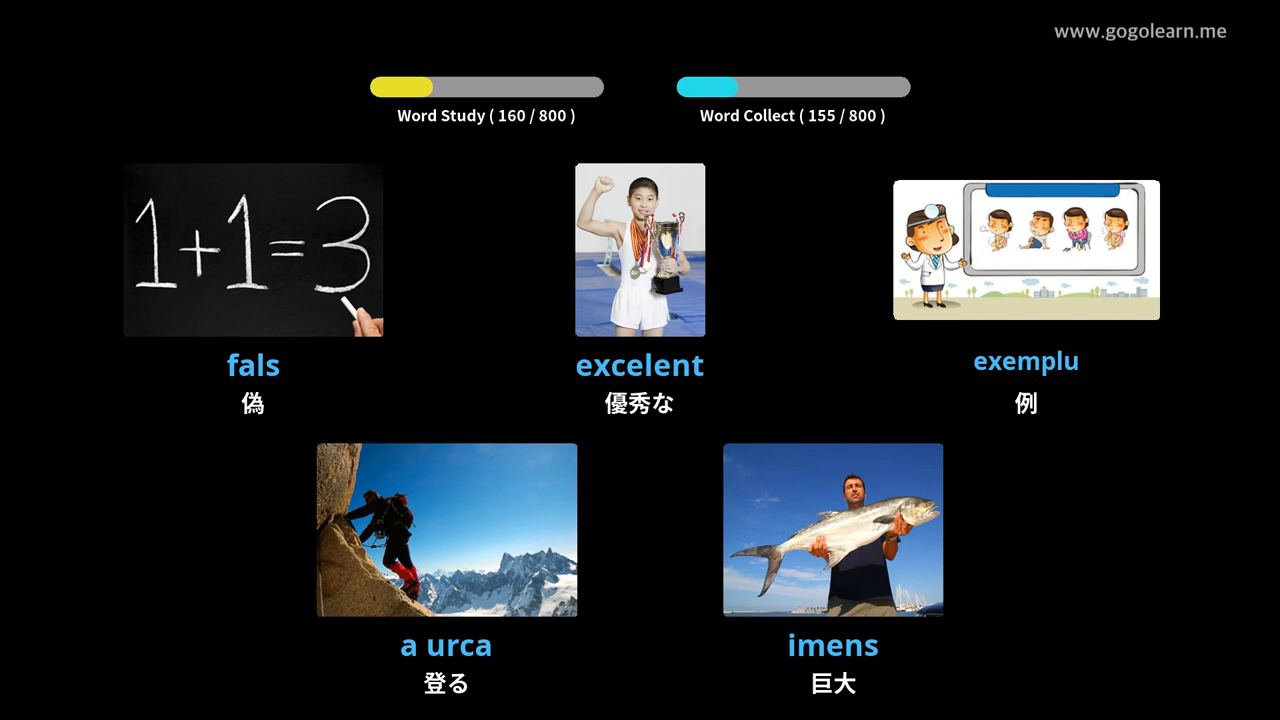 www.gogolearn.me
Word Study ( 160 / 800 )
Word Collect ( 155 / 800 )
1+1=3
fals
偽
excelent
優秀な
exemplu
例
a urca
登る
imens
巨大